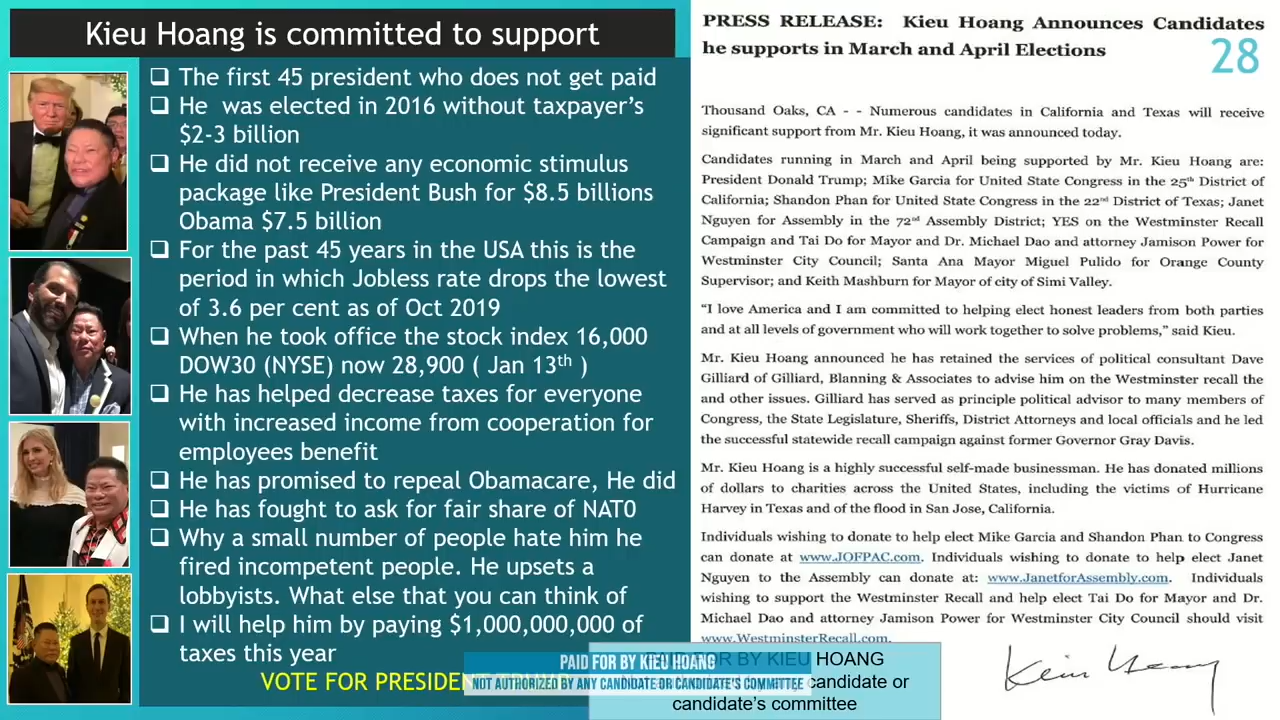 Kieu Hoang is committed to support
❑ The first 45 president who does not get paid
❑ He was elected in 2016 without taxpayer's
$2-3 billion
❑ He did not receive any economic stimulus
package like President Bush for $8.5 billions
Obama $7.5 billion
❑ For the past 45 years in the USA this is the
period in which Jobless rate drops the lowest
of 3.6 per cent as of Oct 2019
❑ When he took office the stock index 16,000
DOW30 (NYSE) now 28,900 ( Jan 13th )
❑ He has helped decrease taxes for everyone
with increased income from cooperation for
employees benefit
❑ He has promised to repeal Obamacare, He did
❑ He has fought to ask for fair share of NATO
❑ Why a small number of people hate him he
fired incompetent people. He upsets a
lobbyists. What else that you can think of
❑ I will help him by paying $1,000,000,000 of
taxes this year
VOTE FOR PRESIDENT
PRESS RELEASE: Kieu Hoang Announces Candidates
he supports in March and April Elections
28
Thousand Oaks, CA - - Numerous candidates in California and Texas will receive
significant support from Mr. Kieu Hoang, it was announced today.
Candidates running in March and April being supported by Mr. Kieu Hoang are:
President Donald Trump; Mike Garcia for United State Congress in the 25th District of
California; Shandon Phan for United State Congress in the 22nd District of Texas; Janet
Nguyen for Assembly in the 72nd Assembly District; YES on the Westminster Recall
Campaign and Tai Do for Mayor and Dr. Michael Dao and attorney Jamison Power for
Westminster City Council; Santa Ana Mayor Miguel Pulido for Orange County
Supervisor; and Keith Mashburn for Mayor of city of Simi Valley.
"I love America and I am committed to helping elect honest leaders from both parties
and at all levels of government who will work together to solve problems," said Kieu.
Mr. Kieu Hoang announced he has retained the services of political consultant Dave
Gilliard of Gilliard, Blanning & Associates to advise him on the Westminster recall the
and other issues. Gilliard has served as principle political advisor to many members of
Congress, the State Legislature, Sheriffs, District Attorneys and local officials and he led
the successful statewide recall campaign against former Governor Gray Davis.
Mr. Kieu Hoang is a highly successful self-made businessman. He has donated millions
of dollars to charities across the United States, including the victims of Hurricane
Harvey in Texas and of the flood in San Jose, California.
Individuals wishing to donate to help elect Mike Garcia and Shandon Phan to Congress
can donate at www.JOFPAC.com. Individuals wishing to donate to help elect Janet
Nguyen to the Assembly can donate at: www.JanetforAssembly.com. Individuals
wishing to support the Westminster Recall and help elect Tai Do for Mayor and Dr.
Michael Dao and attorney Jamison Power for Westminster City Council should visit
www.WestminsterRecall.com.
PAID FOR BY KIEU HOANG
candidate or
candidate's committee
PAID FOR BY KIEU HOANG
NOT AUTHORIZED BY ANY CANDIDATE OR CANDIDATE'S COMMITTEE
Kieu Hoang